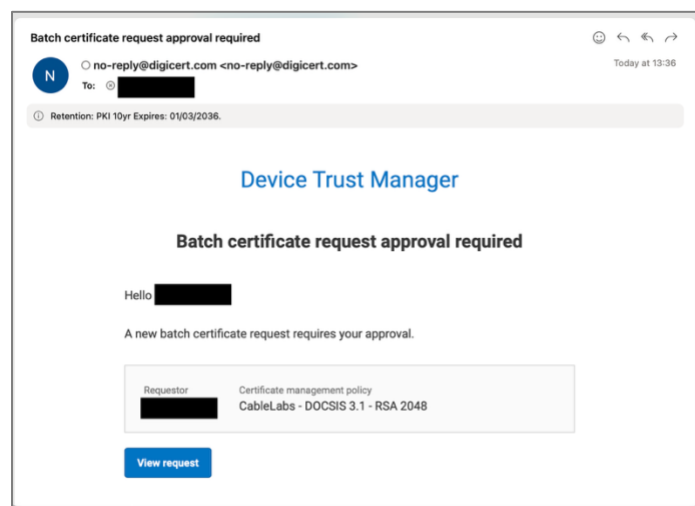 Batch certificate request approval required
N
no-reply@digicert.com <no-reply@digicert.com>
Today at 13:36
To:
Retention: PKI 10yr Expires: 01/03/2036.
Device Trust Manager
Batch certificate request approval required
Hello
A new batch certificate request requires your approval.
Requestor
Certificate management policy
CableLabs - DOCSIS 3.1 - RSA 2048
View request